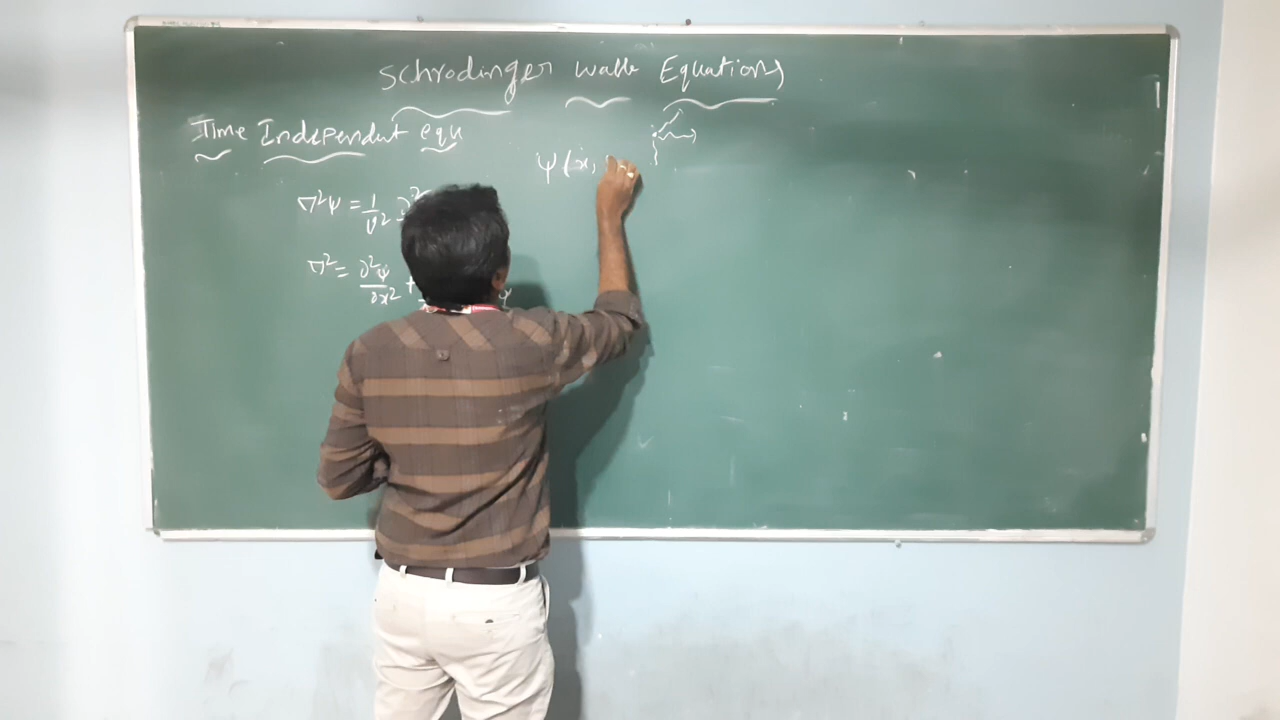 Schrodinger wave Equations
Time Independent equ
ψ(x,
∇²ψ = 1/v² ∂²
∇² = ∂²ψ/∂x² +